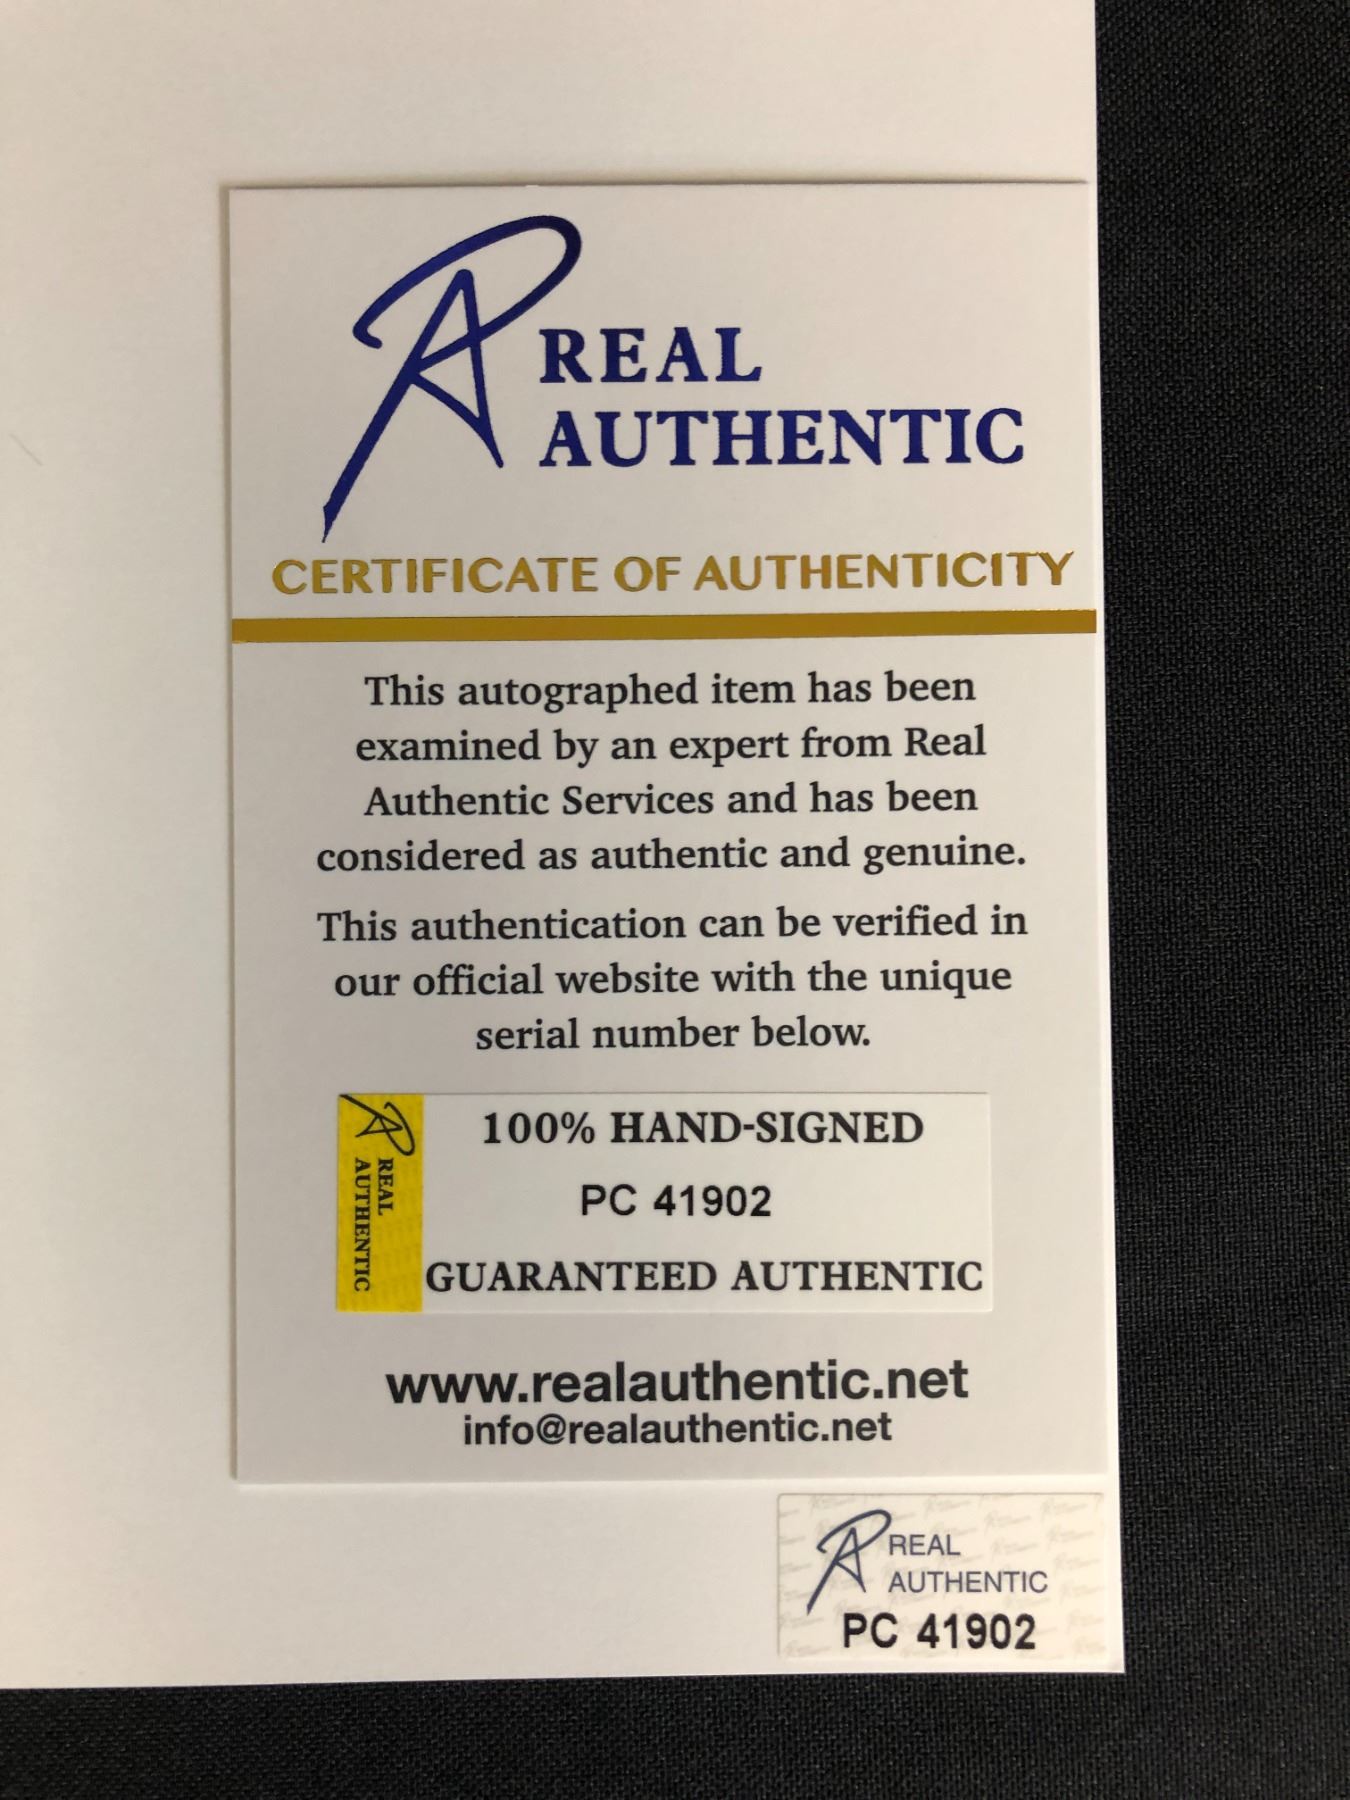 REAL
AUTHENTIC
CERTIFICATE OF AUTHENTICITY
This autographed item has been
examined by an expert from Real
Authentic Services and has been
considered as authentic and genuine.
This authentication can be verified in
our official website with the unique
serial number below.
REAL
AUTHENTIC
100% HAND-SIGNED
PC 41902
GUARANTEED AUTHENTIC
www.realauthentic.net
info@realauthentic.net
REAL
AUTHENTIC
PC 41902